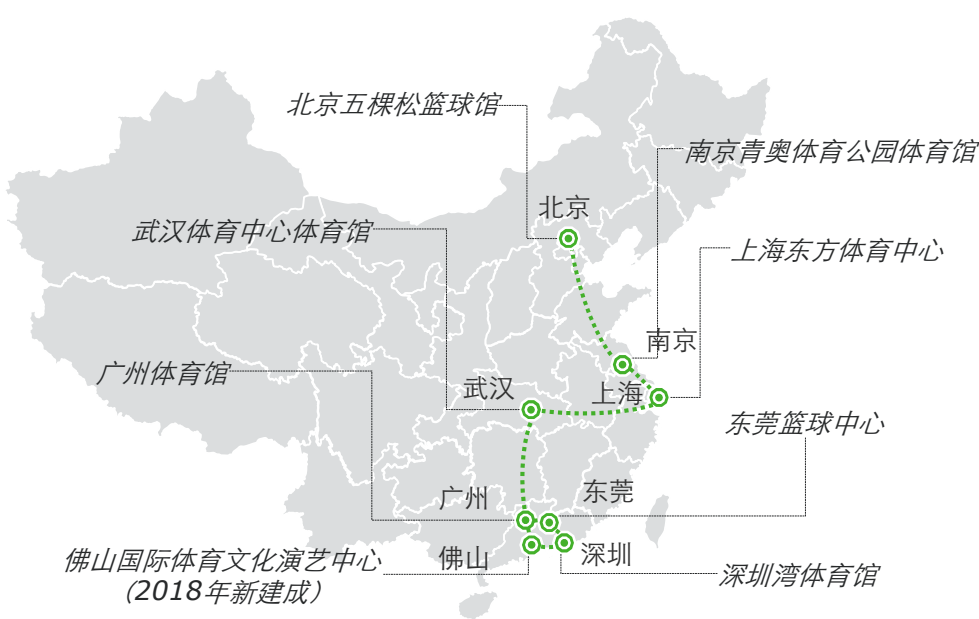 北京五棵松篮球馆
南京青奥体育公园体育馆
北京
武汉体育中心体育馆
上海东方体育中心
南京
广州体育馆
武汉
上海
东莞篮球中心
广州
东莞
佛山国际体育文化演艺中心
（2018年新建成）
佛山
深圳
深圳湾体育馆